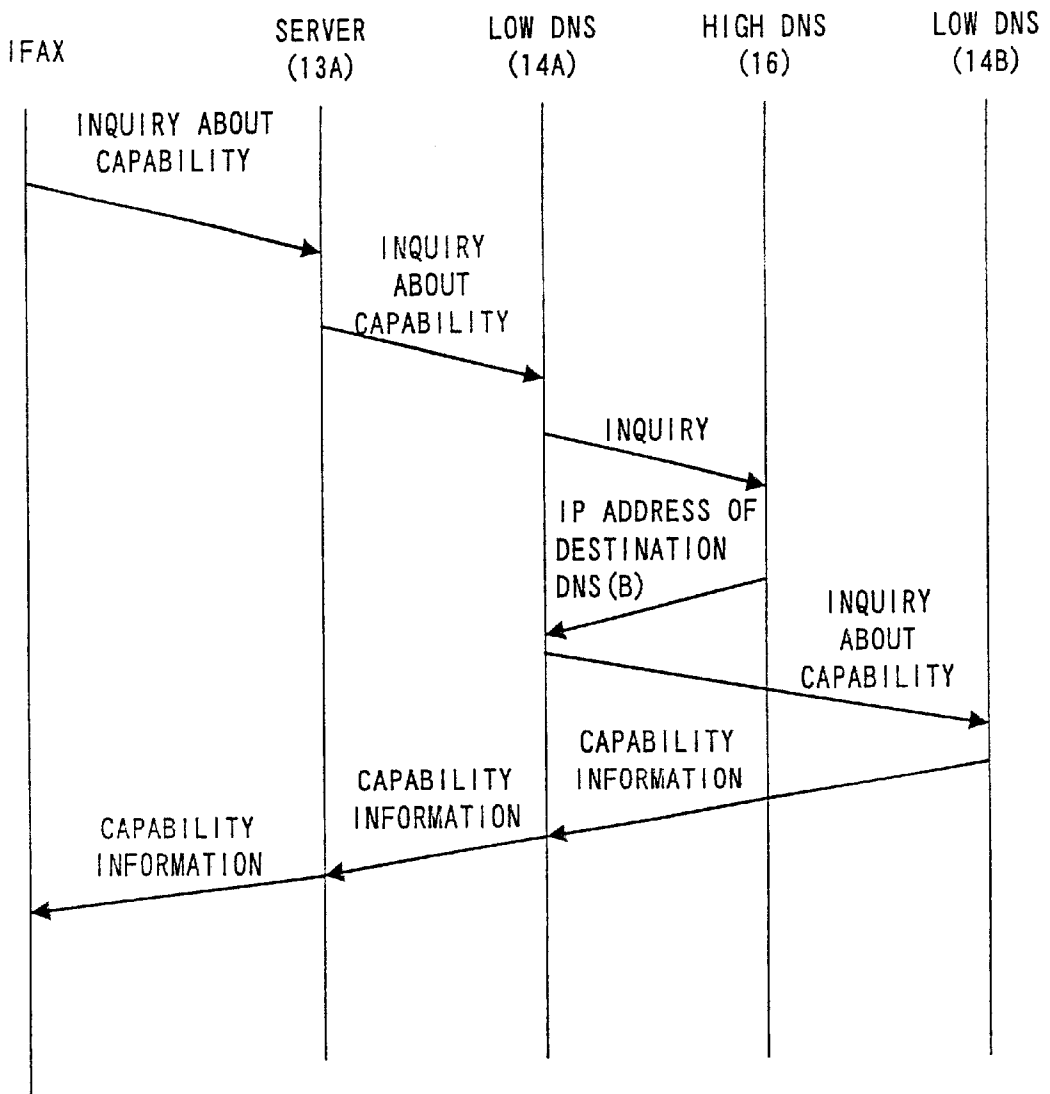 IFAX
SERVER
(13A)
LOW DNS
(14A)
HIGH DNS
(16)
LOW DNS
(14B)
INQUIRY ABOUT
CAPABILITY
INQUIRY
ABOUT
CAPABILITY
INQUIRY
IP ADDRESS OF
DESTINATION
DNS(B)
INQUIRY
ABOUT
CAPABILITY
CAPABILITY
INFORMATION
CAPABILITY
INFORMATION
CAPABILITY
INFORMATION